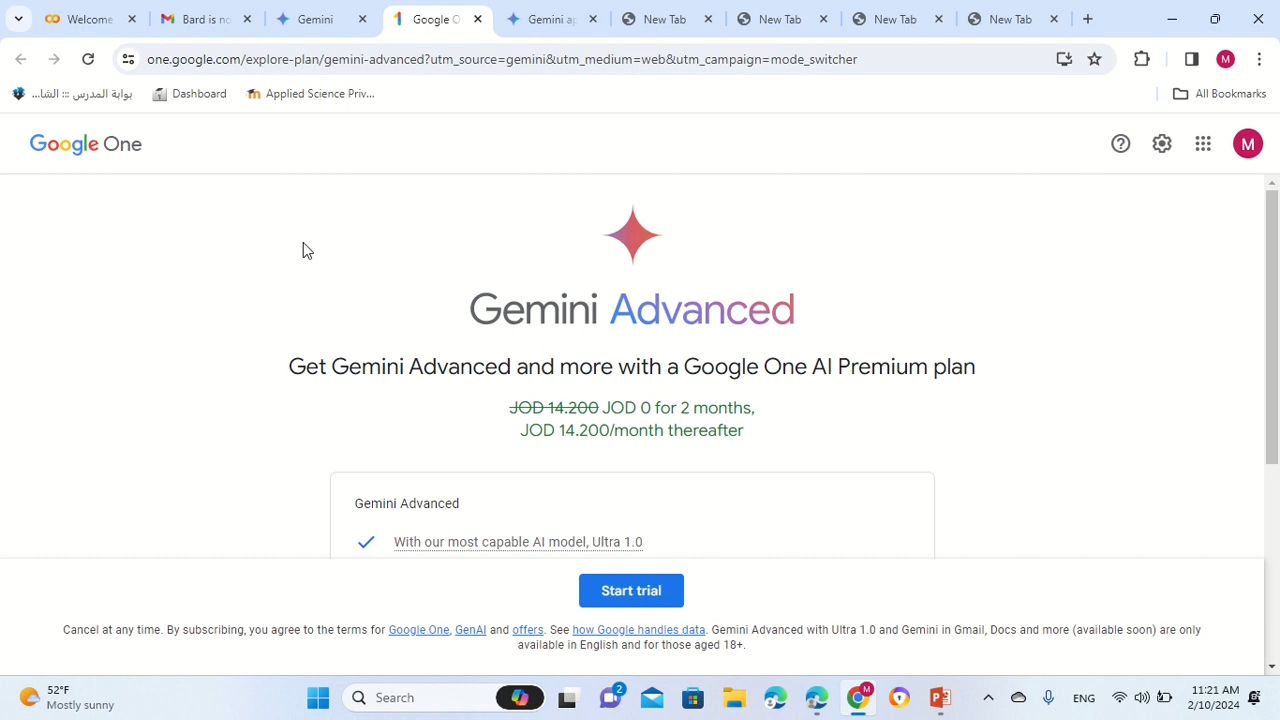 Welcome
Bard is no
Gemini
Google O
Gemini ap
New Tab
New Tab
New Tab
New Tab
one.google.com/explore-plan/gemini-advanced?utm_source=gemini&utm_medium=web&utm_campaign=mode_switcher
M
بوابة المدرس ::: الشا...
Dashboard
Applied Science Priv...
All Bookmarks
Google One
M
Gemini Advanced
Get Gemini Advanced and more with a Google One AI Premium plan
JOD 14.200 JOD 0 for 2 months,
JOD 14.200/month thereafter
Gemini Advanced
With our most capable AI model, Ultra 1.0
Start trial
Cancel at any time. By subscribing, you agree to the terms for Google One, GenAI and offers. See how Google handles data. Gemini Advanced with Ultra 1.0 and Gemini in Gmail, Docs and more (available soon) are only
available in English and for those aged 18+.
52°F
Mostly sunny
Search
2
M
ENG
11:21 AM
2/10/2024